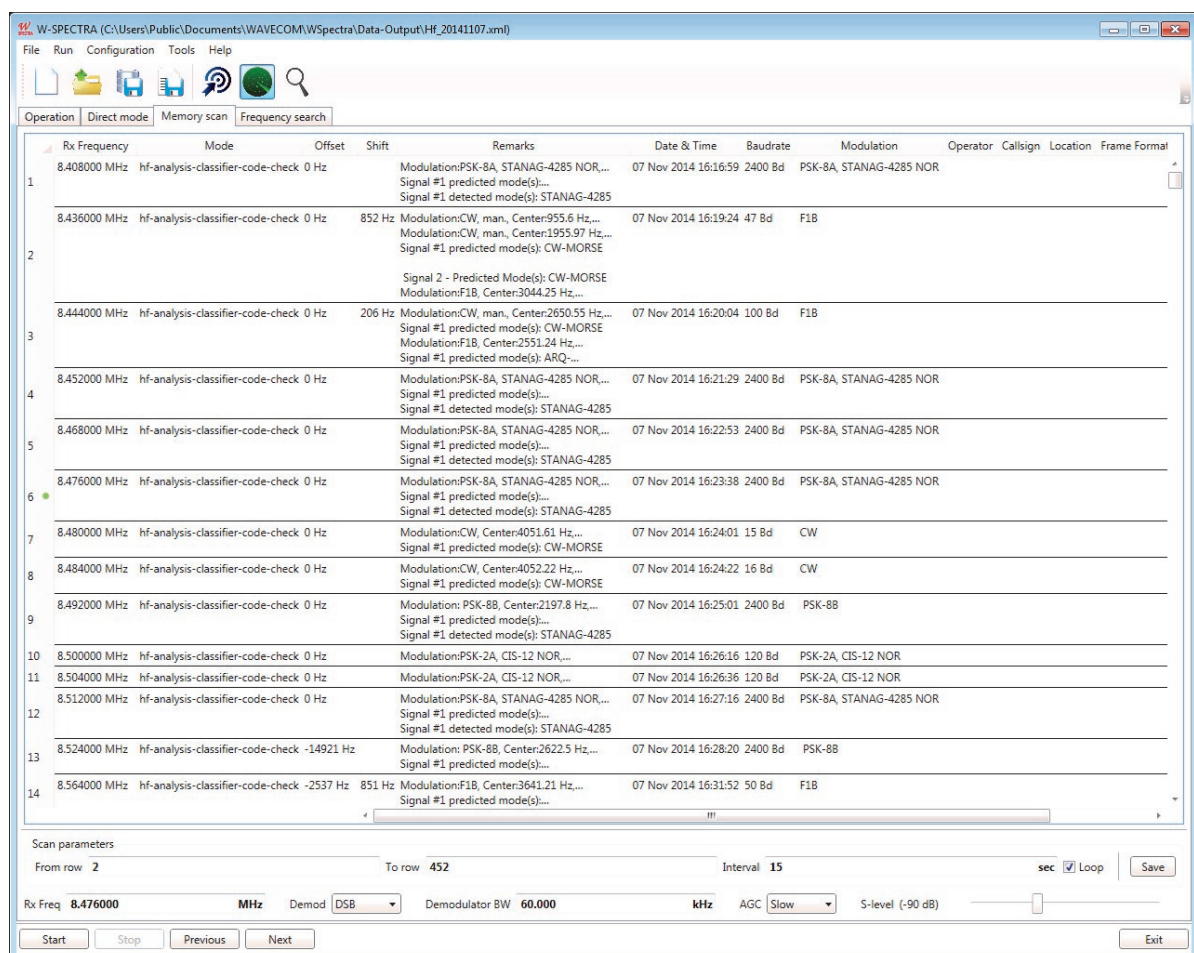 W-SPECTRA (C:\Users\Public\Documents\WAVECOM\WSpectra\Data-Output\Hf_20141107.xml)
File Run Configuration Tools Help
Operation Direct mode Memory scan Frequency search
Rx Frequency Mode Offset Shift Remarks Date & Time Baudrate Modulation Operator Callsign Location Frame Format
1 8.408000 MHz hf-analysis-classifier-code-check 0 Hz Modulation:PSK-8A, STANAG-4285 NOR,... 07 Nov 2014 16:16:59 2400 Bd PSK-8A, STANAG-4285 NOR
Signal #1 predicted mode(s):...
Signal #1 detected mode(s): STANAG-4285
2 8.436000 MHz hf-analysis-classifier-code-check 0 Hz 852 Hz Modulation:CW, man., Center:955.6 Hz,... 07 Nov 2014 16:19:24 47 Bd F1B
Modulation:CW, man., Center:1955.97 Hz,...
Signal #1 predicted mode(s): CW-MORSE
Signal 2 - Predicted Mode(s): CW-MORSE
Modulation:F1B, Center:3044.25 Hz,...
3 8.444000 MHz hf-analysis-classifier-code-check 0 Hz 206 Hz Modulation:CW, man., Center:2650.55 Hz,... 07 Nov 2014 16:20:04 100 Bd F1B
Signal #1 predicted mode(s): CW-MORSE
Modulation:F1B, Center:2551.24 Hz,...
Signal #1 predicted mode(s): ARQ-...
4 8.452000 MHz hf-analysis-classifier-code-check 0 Hz Modulation:PSK-8A, STANAG-4285 NOR,... 07 Nov 2014 16:21:29 2400 Bd PSK-8A, STANAG-4285 NOR
Signal #1 predicted mode(s):...
Signal #1 detected mode(s): STANAG-4285
5 8.468000 MHz hf-analysis-classifier-code-check 0 Hz Modulation:PSK-8A, STANAG-4285 NOR,... 07 Nov 2014 16:22:53 2400 Bd PSK-8A, STANAG-4285 NOR
Signal #1 predicted mode(s):...
Signal #1 detected mode(s): STANAG-4285
6 8.476000 MHz hf-analysis-classifier-code-check 0 Hz Modulation:PSK-8A, STANAG-4285 NOR,... 07 Nov 2014 16:23:38 2400 Bd PSK-8A, STANAG-4285 NOR
Signal #1 predicted mode(s):...
Signal #1 detected mode(s): STANAG-4285
7 8.480000 MHz hf-analysis-classifier-code-check 0 Hz Modulation:CW, Center:4051.61 Hz,... 07 Nov 2014 16:24:01 15 Bd CW
Signal #1 predicted mode(s): CW-MORSE
8 8.484000 MHz hf-analysis-classifier-code-check 0 Hz Modulation:CW, Center:4052.22 Hz,... 07 Nov 2014 16:24:22 16 Bd CW
Signal #1 predicted mode(s): CW-MORSE
9 8.492000 MHz hf-analysis-classifier-code-check 0 Hz Modulation: PSK-8B, Center:2197.8 Hz,... 07 Nov 2014 16:25:01 2400 Bd PSK-8B
Signal #1 predicted mode(s):...
Signal #1 detected mode(s): STANAG-4285
10 8.500000 MHz hf-analysis-classifier-code-check 0 Hz Modulation:PSK-2A, CIS-12 NOR,... 07 Nov 2014 16:26:16 120 Bd PSK-2A, CIS-12 NOR
11 8.504000 MHz hf-analysis-classifier-code-check 0 Hz Modulation:PSK-2A, CIS-12 NOR,... 07 Nov 2014 16:26:36 120 Bd PSK-2A, CIS-12 NOR
12 8.512000 MHz hf-analysis-classifier-code-check 0 Hz Modulation:PSK-8A, STANAG-4285 NOR,... 07 Nov 2014 16:27:16 2400 Bd PSK-8A, STANAG-4285 NOR
Signal #1 predicted mode(s):...
Signal #1 detected mode(s): STANAG-4285
13 8.524000 MHz hf-analysis-classifier-code-check -14921 Hz Modulation: PSK-8B, Center:2622.5 Hz,... 07 Nov 2014 16:28:20 2400 Bd PSK-8B
Signal #1 predicted mode(s):...
14 8.564000 MHz hf-analysis-classifier-code-check -2537 Hz 851 Hz Modulation:F1B, Center:3641.21 Hz,... 07 Nov 2014 16:31:52 50 Bd F1B
Signal #1 predicted mode(s):...
Scan parameters
From row 2 To row 452 Interval 15 sec Loop Save
Rx Freq 8.476000 MHz Demod DSB Demodulator BW 60.000 kHz AGC Slow S-level (-90 dB)
Start Stop Previous Next Exit